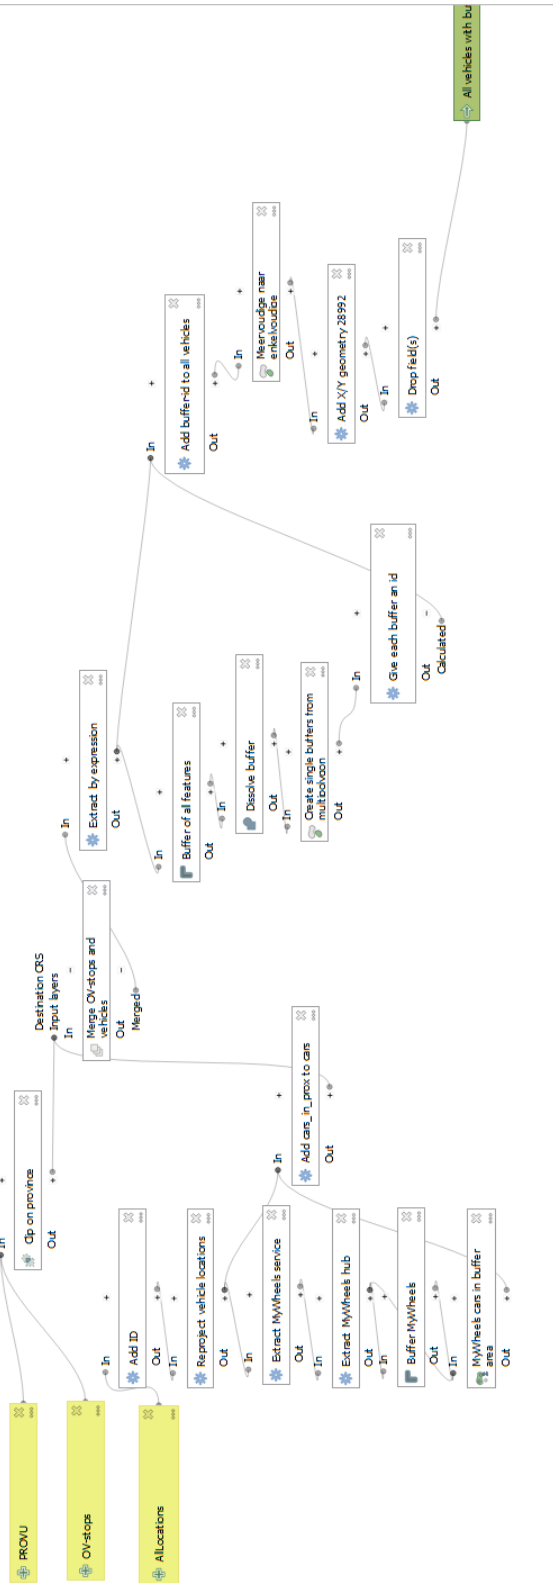 PROVU
OV-stops
AllLocations
In
Clip on province
Out
In
Add ID
Out
In
Reproject vehicle locations
Out
In
Extract MyWheels service
Out
In
Extract MyWheels hub
Out
In
Buffer MyWheels
Out
In
MyWheels cars in buffer
area
Out
In
Add cars_in_prox to cars
Out
Destination CRS
Input layers
In
Merge OV-stops and
vehicles
Out
Merged
In
Extract by expression
Out
In
Buffer of all features
Out
In
Dissolve buffer
Out
In
Create single buffers from
multipolygon
Out
In
Give each buffer an id
Out
Calculated
In
Add buffer-id to all vehicles
Out
In
Meervoudige naar
enkelvoudige
Out
In
Add X/Y geometry 28992
Out
In
Drop field(s)
Out
All vehicles with bu